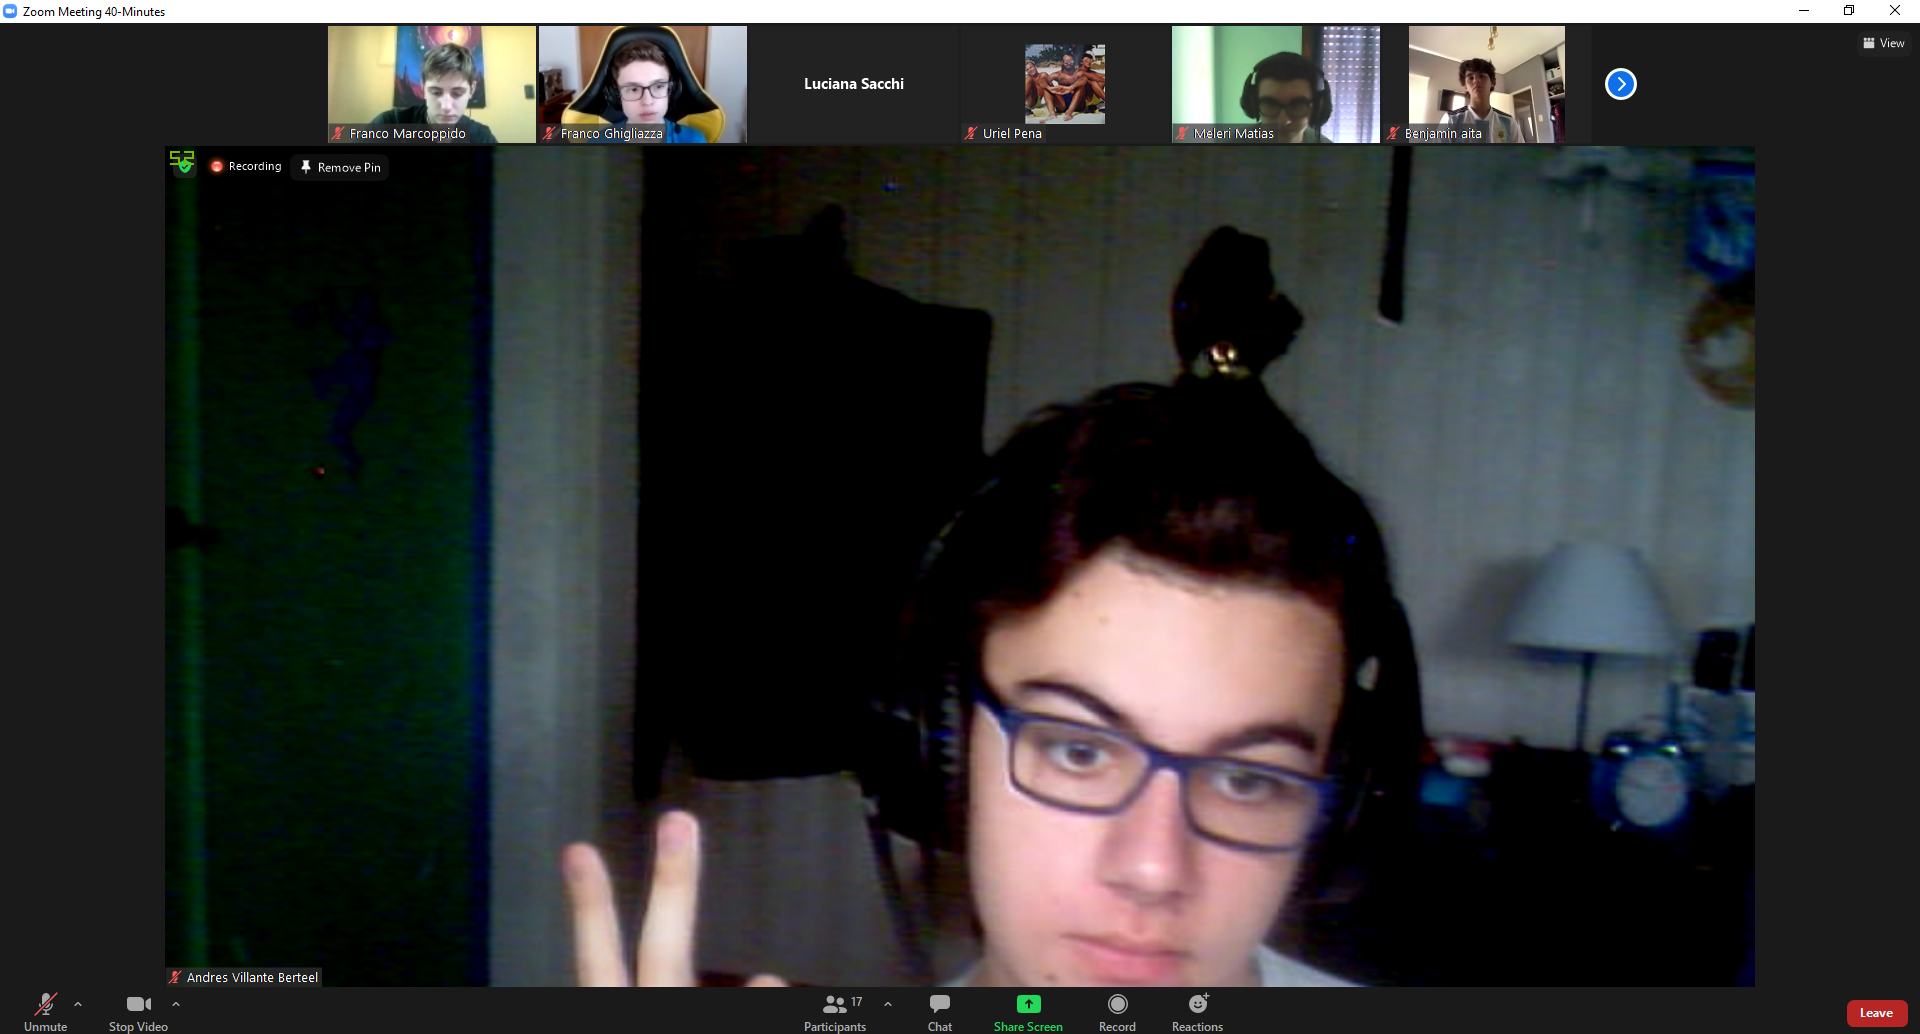 Zoom Meeting 40-Minutes
View
Franco Marcoppido
Franco Ghigliazza
Luciana Sacchi
Uriel Pena
Meleri Matias
Benjamin aita
52
Recording
Remove Pin
Andres Villante Berteel
Unmute
Stop Video
17
Participants
Chat
Share Screen
Record
Reactions
Leave